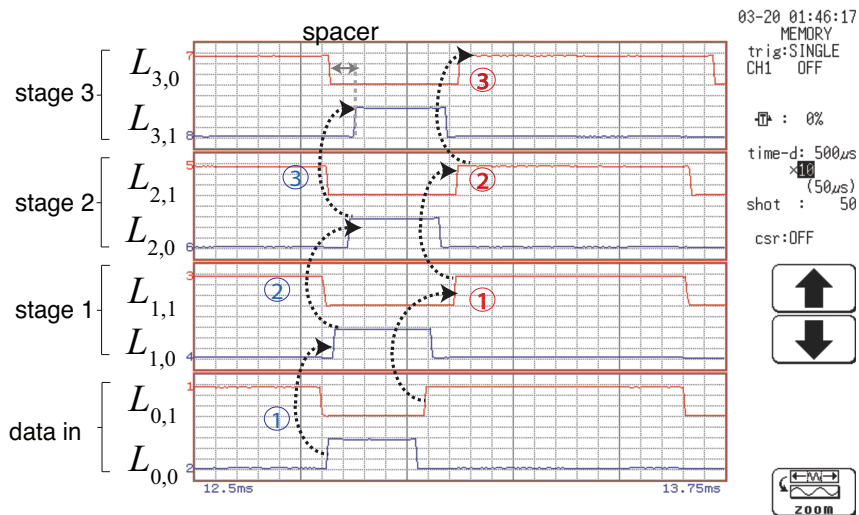 spacer
03-20 01:46:17
MEMORY
trig:SINGLE
CH1 OFF
T : 0%
time-d: 500μs
×10
(50μs)
shot : 50
csr:OFF
zoom
stage 3
L3,0
L3,1
7
8
③
stage 2
L2,1
L2,0
5
6
③
②
stage 1
L1,1
L1,0
3
4
②
①
data in
L0,1
L0,0
1
2
①
12.5ms
13.75ms